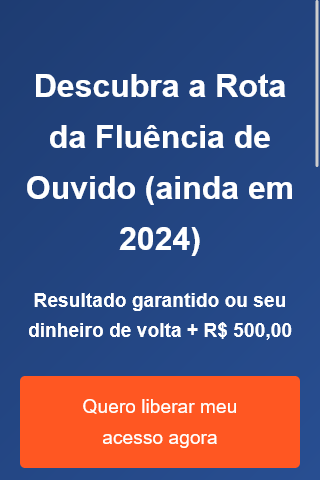 Descubra a Rota
da Fluência de
Ouvido (ainda em
2024)
Resultado garantido ou seu
dinheiro de volta + R$ 500,00
Quero liberar meu
acesso agora